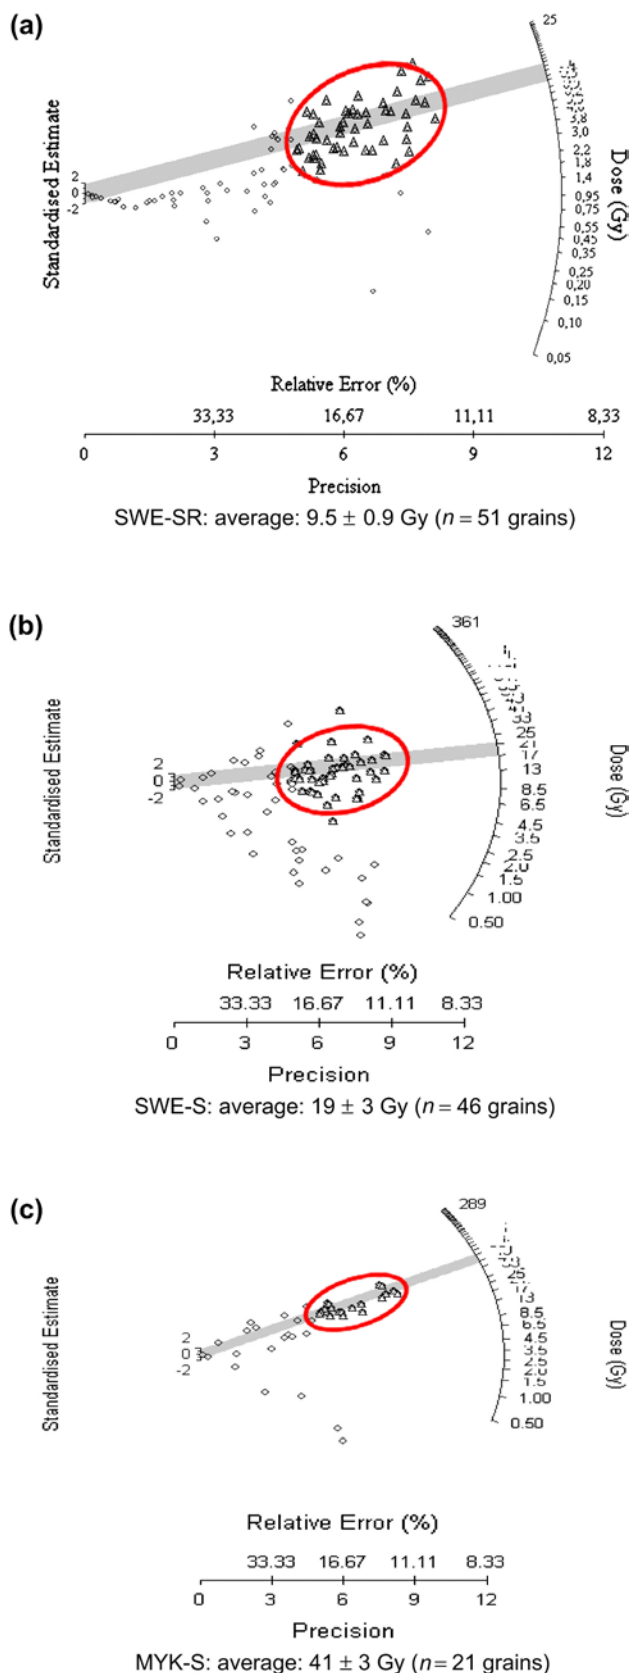 (a)
25
3,8
3,0
2,2
1,8
1,4
0,95
0,75
0,55
0,45
0,35
0,25
0,20
0,15
0,10
0,05
Dose (Gy)
Standardised Estimate
2
0
-2
Relative Error (%)
33,33 16,67 11,11 8,33
0 3 6 9 12
Precision
SWE-SR: average: 9.5 ± 0.9 Gy (n = 51 grains)
(b)
361
33
25
21
17
13
8.5
6.5
4.5
3.5
2.5
2.0
1.5
1.00
0.50
Dose (Gy)
Standardised Estimate
2
0
-2
Relative Error (%)
33.33 16.67 11.11 8.33
0 3 6 9 12
Precision
SWE-S: average: 19 ± 3 Gy (n = 46 grains)
(c)
289
13
8.5
6.5
4.5
3.5
2.5
2.0
1.5
1.00
0.50
Dose (Gy)
Standardised Estimate
2
0
-2
Relative Error (%)
33.33 16.67 11.11 8.33
0 3 6 9 12
Precision
MYK-S: average: 41 ± 3 Gy (n = 21 grains)